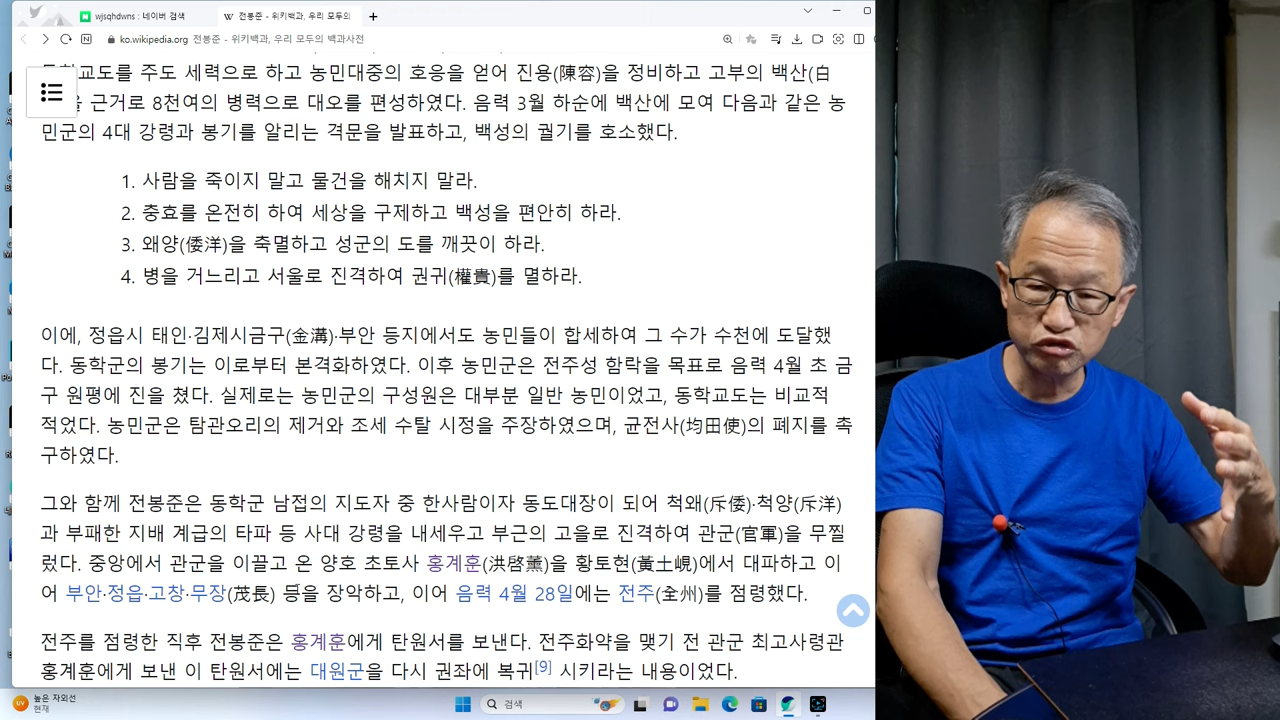 wjsqhdwns : 네이버 검색
W 전봉준 - 위키백과, 우리 모두의
ko.wikipedia.org 전봉준 - 위키백과, 우리 모두의 백과사전
교도를 주도 세력으로 하고 농민대중의 호응을 얻어 진용(陳容)을 정비하고 고부의 백산(白
근거로 8천여의 병력으로 대오를 편성하였다. 음력 3월 하순에 백산에 모여 다음과 같은 농
민군의 4대 강령과 봉기를 알리는 격문을 발표하고, 백성의 궐기를 호소했다.
1. 사람을 죽이지 말고 물건을 해치지 말라.
2. 충효를 온전히 하여 세상을 구제하고 백성을 편안히 하라.
3. 왜양(倭洋)을 축멸하고 성군의 도를 깨끗이 하라.
4. 병을 거느리고 서울로 진격하여 권귀(權貴)를 멸하라.
이에, 정읍시 태인·김제시금구(金溝)·부안 등지에서도 농민들이 합세하여 그 수가 수천에 도달했
다. 동학군의 봉기는 이로부터 본격화하였다. 이후 농민군은 전주성 함락을 목표로 음력 4월 초 금
구 원평에 진을 쳤다. 실제로는 농민군의 구성원은 대부분 일반 농민이었고, 동학교도는 비교적
적었다. 농민군은 탐관오리의 제거와 조세 수탈 시정을 주장하였으며, 균전사(均田使)의 폐지를 촉
구하였다.
그와 함께 전봉준은 동학군 남접의 지도자 중 한사람이자 동도대장이 되어 척왜(斥倭)·척양(斥洋)
과 부패한 지배 계급의 타파 등 사대 강령을 내세우고 부근의 고을로 진격하여 관군(官軍)을 무찔
렀다. 중앙에서 관군을 이끌고 온 양호 초토사 홍계훈(洪啓薰)을 황토현(黃土峴)에서 대파하고 이
어 부안·정읍·고창·무장(茂長) 등을 장악하고, 이어 음력 4월 28일에는 전주(全州)를 점령했다.
전주를 점령한 직후 전봉준은 홍계훈에게 탄원서를 보낸다. 전주화약을 맺기 전 관군 최고사령관
홍계훈에게 보낸 이 탄원서에는 대원군을 다시 권좌에 복귀[9] 시키라는 내용이었다.
UV 높은 자외선
현재
검색